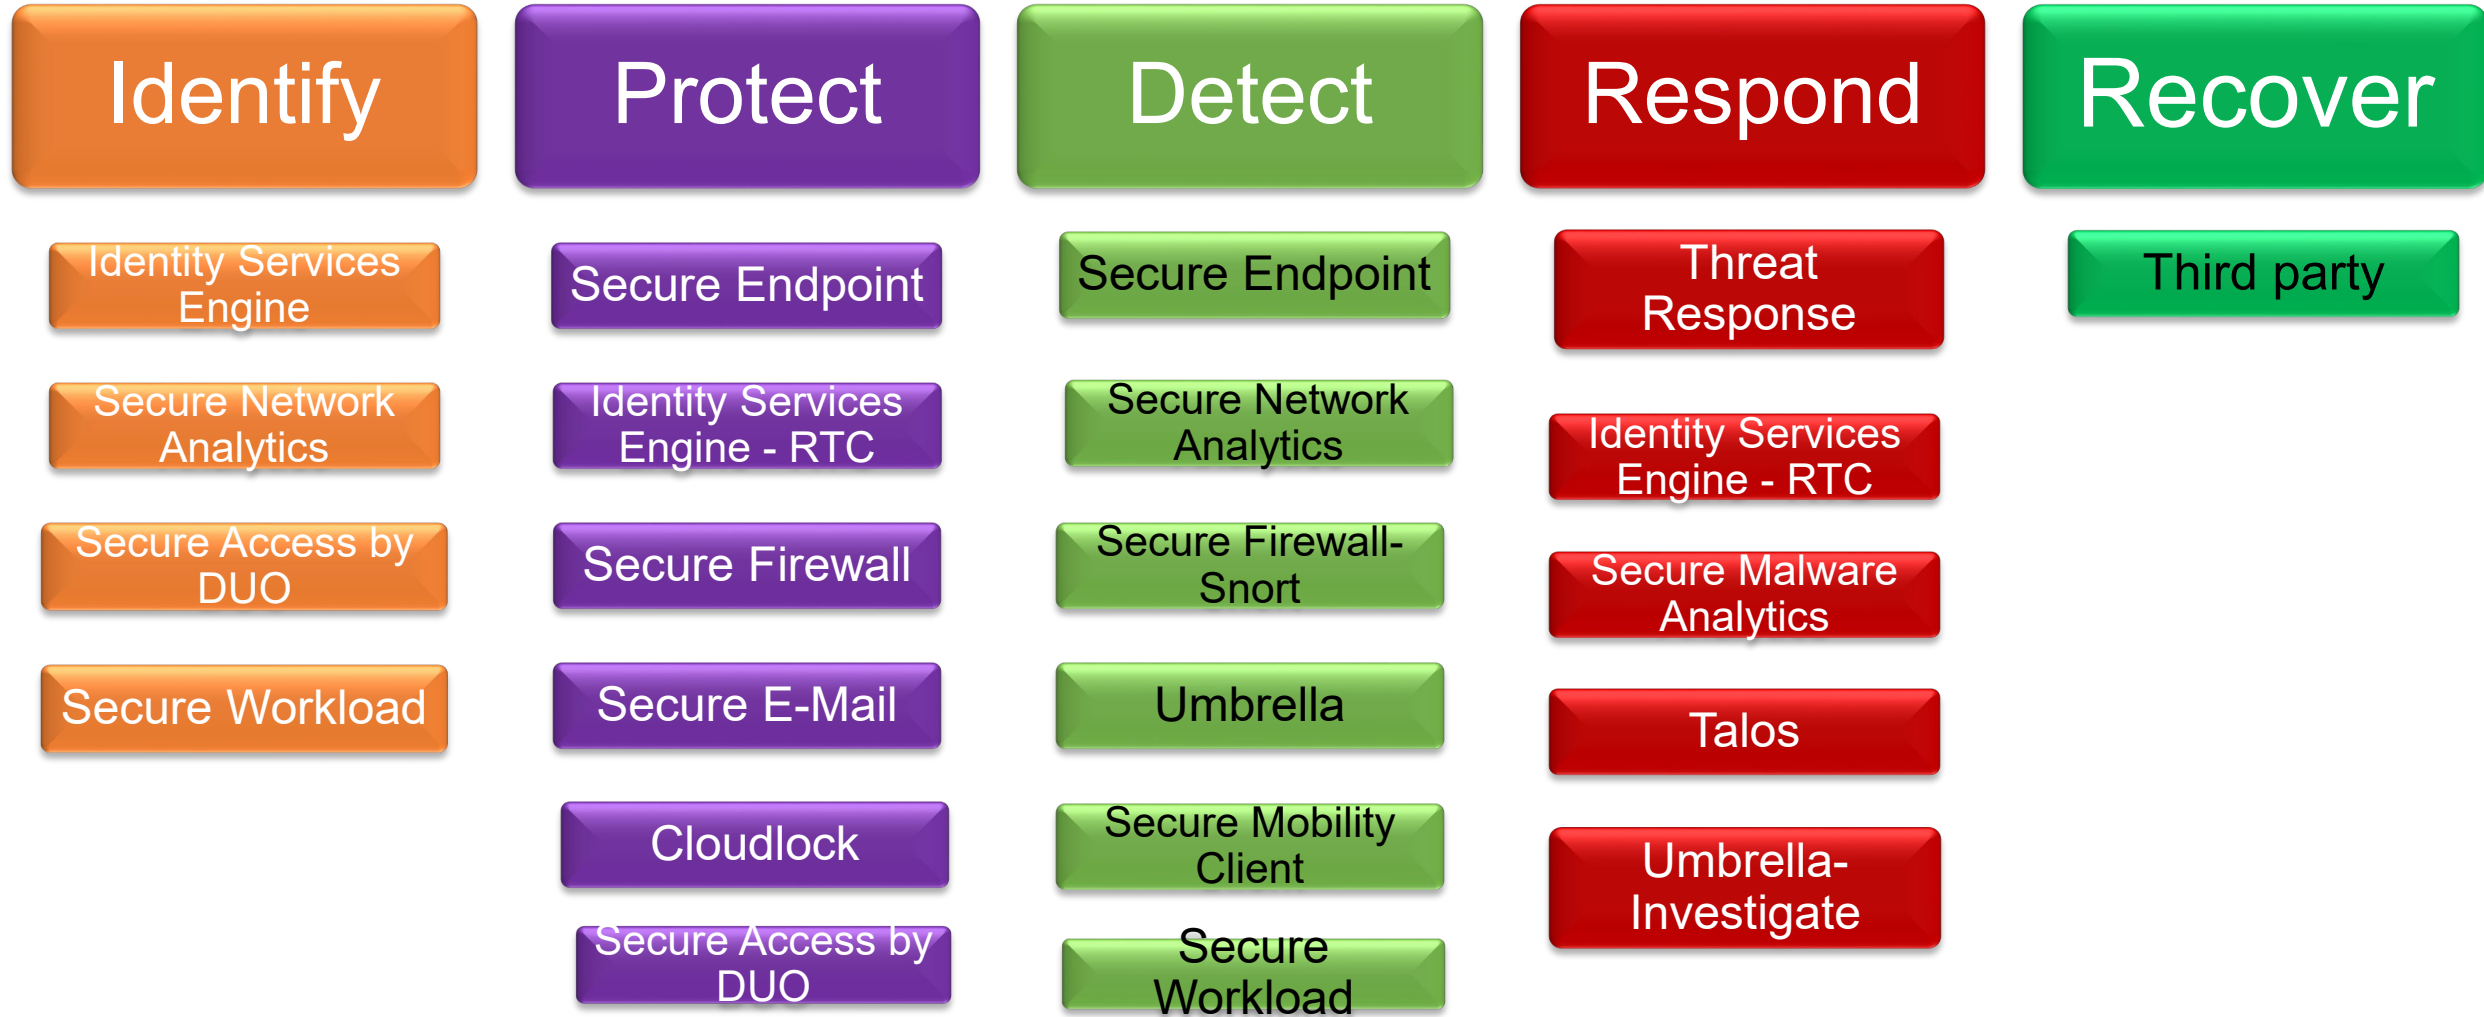 Identify
Protect
Detect
Respond
Recover
Identity Services
Engine
Secure Network
Analytics
Secure Access by
DUO
Secure Workload
Secure Endpoint
Identity Services
Engine - RTC
Secure Firewall
Secure E-Mail
Cloudlock
Secure Access by
DUO
Secure Endpoint
Secure Network
Analytics
Secure Firewall-
Snort
Umbrella
Secure Mobility
Client
Secure
Workload
Threat
Response
Identity Services
Engine - RTC
Secure Malware
Analytics
Talos
Umbrella-
Investigate
Third party